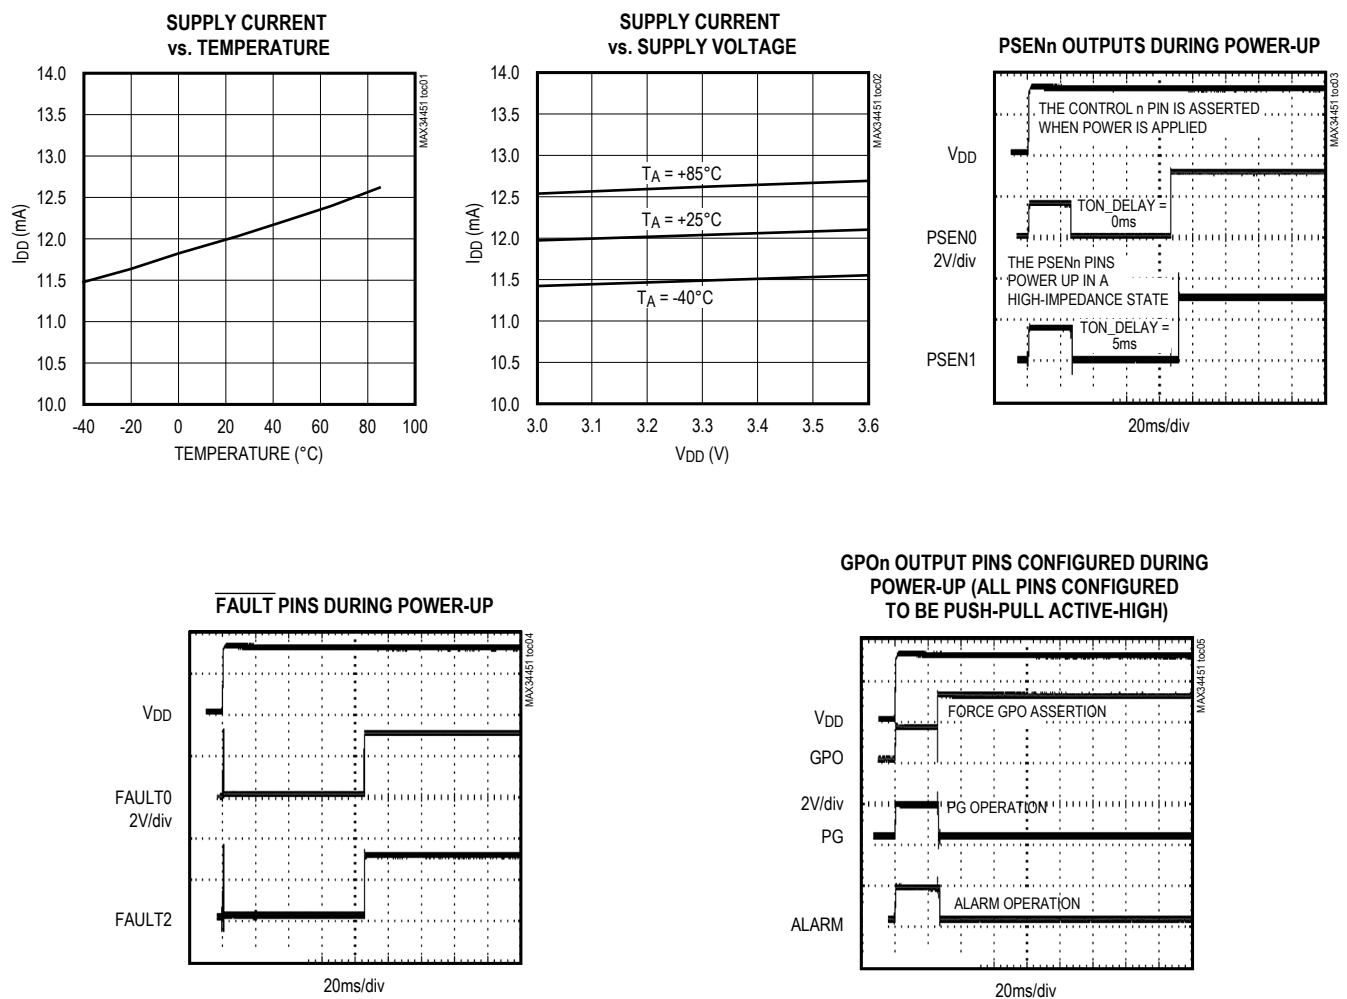 SUPPLY CURRENT
vs. TEMPERATURE
MAX34451 toc01
14.0
13.5
13.0
12.5
12.0
11.5
11.0
10.5
10.0
IDD (mA)
-40 -20 0 20 40 60 80 100
TEMPERATURE (°C)
SUPPLY CURRENT
vs. SUPPLY VOLTAGE
MAX34451 toc02
14.0
13.5
13.0
12.5
12.0
11.5
11.0
10.5
10.0
IDD (mA)
TA = +85°C
TA = +25°C
TA = -40°C
3.0 3.1 3.2 3.3 3.4 3.5 3.6
VDD (V)
PSENn OUTPUTS DURING POWER-UP
MAX34451 toc03
THE CONTROL n PIN IS ASSERTED
WHEN POWER IS APPLIED
VDD
TON_DELAY =
0ms
PSEN0
2V/div
THE PSENn PINS
POWER UP IN A
HIGH-IMPEDANCE STATE
TON_DELAY =
5ms
PSEN1
20ms/div
FAULT PINS DURING POWER-UP
MAX34451 toc04
VDD
FAULT0
2V/div
FAULT2
20ms/div
GPOn OUTPUT PINS CONFIGURED DURING
POWER-UP (ALL PINS CONFIGURED
TO BE PUSH-PULL ACTIVE-HIGH)
MAX34451 toc05
VDD
FORCE GPO ASSERTION
GPO
2V/div
PG OPERATION
PG
ALARM OPERATION
ALARM
20ms/div